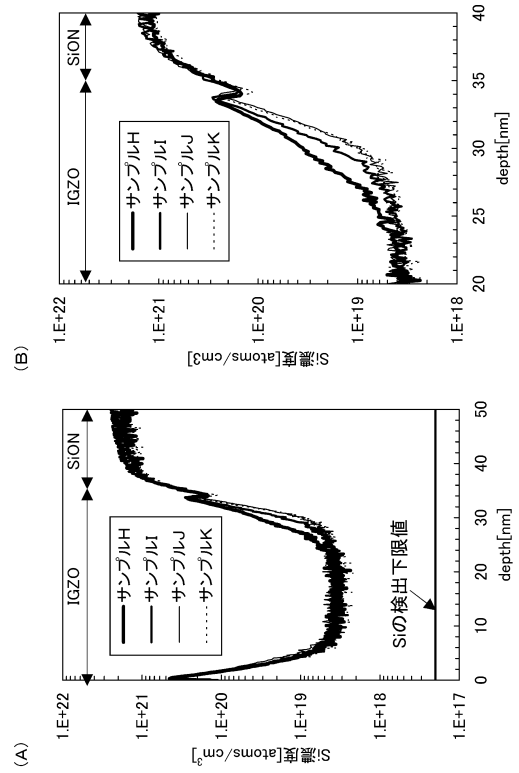 (A)
Si濃度[atoms/cm³]
1.E+22
1.E+21
1.E+20
1.E+19
1.E+18
1.E+17
IGZO
SiON
サンプルH
サンプルI
サンプルJ
サンプルK
Siの検出下限値
0
10
20
30
40
50
depth[nm]
(B)
Si濃度[atoms/cm3]
1.E+22
1.E+21
1.E+20
1.E+19
1.E+18
IGZO
SiON
サンプルH
サンプルI
サンプルJ
サンプルK
20
25
30
35
40
depth[nm]